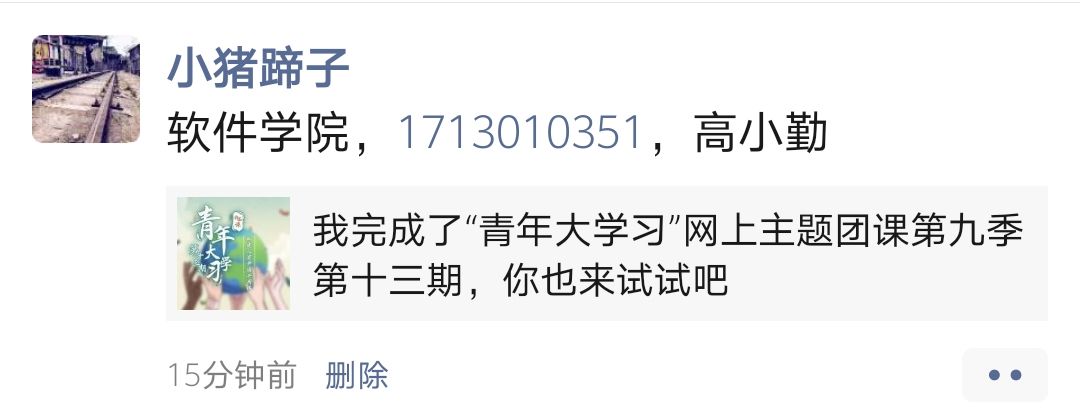 小猪蹄子
软件学院，1713010351，高小勤
青年大学习
我完成了“青年大学习”网上主题团课第九季
第十三期，你也来试试吧
15分钟前 删除